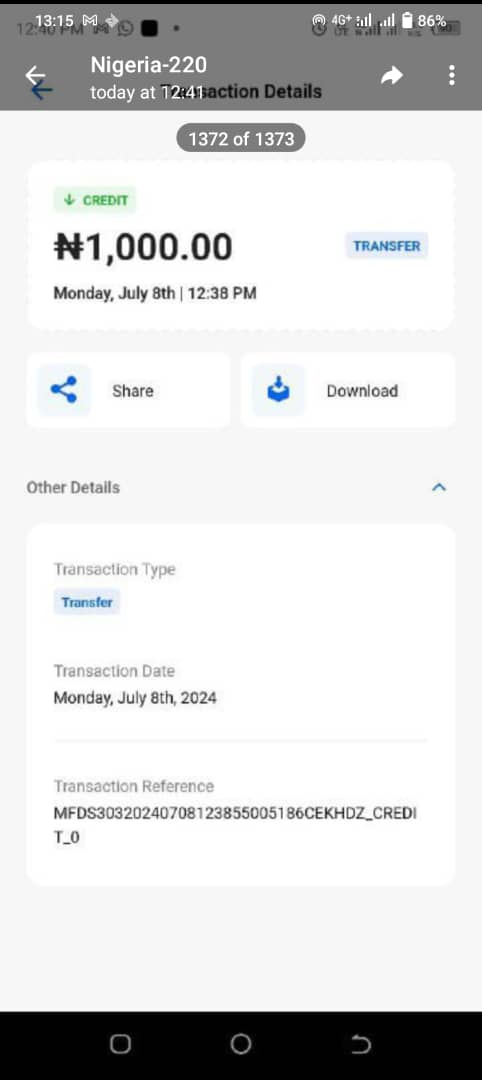 13:15
4G+
86%
12:40 PM
Nigeria-220
today at 12:41
Transaction Details
1372 of 1373
CREDIT
₦1,000.00
TRANSFER
Monday, July 8th | 12:38 PM
Share
Download
Other Details
Transaction Type
Transfer
Transaction Date
Monday, July 8th, 2024
Transaction Reference
MFDS30320240708123855005186CEKHDZ_CREDI
T_0